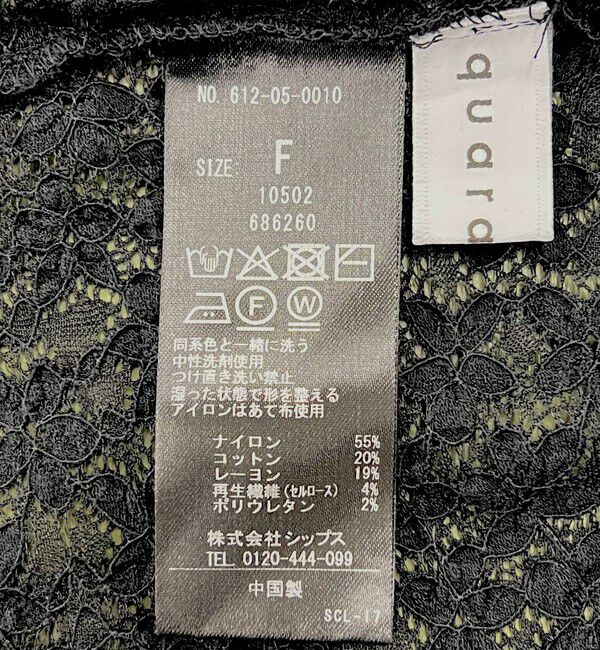 NO. 612-05-0010
SIZE: F
10502
686260
F W
同系色と一緒に洗う
中性洗剤使用
つけ置き洗い禁止
湿った状態で形を整える
アイロンはあて布使用
ナイロン 55%
コットン 20%
レーヨン 19%
再生繊維(セルロース) 4%
ポリウレタン 2%
株式会社シップス
TEL 0120-444-099
中国製
SCL-17
quara